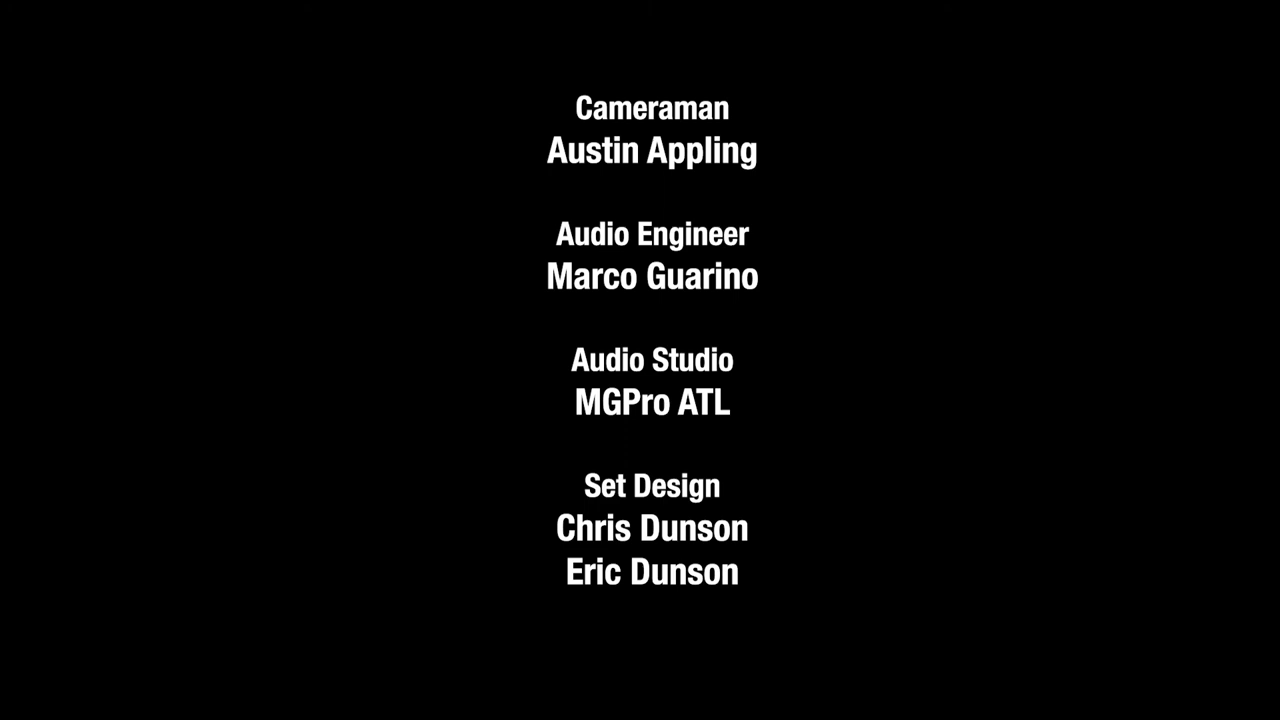 Cameraman
Austin Appling
Audio Engineer
Marco Guarino
Audio Studio
MGPro ATL
Set Design
Chris Dunson
Eric Dunson